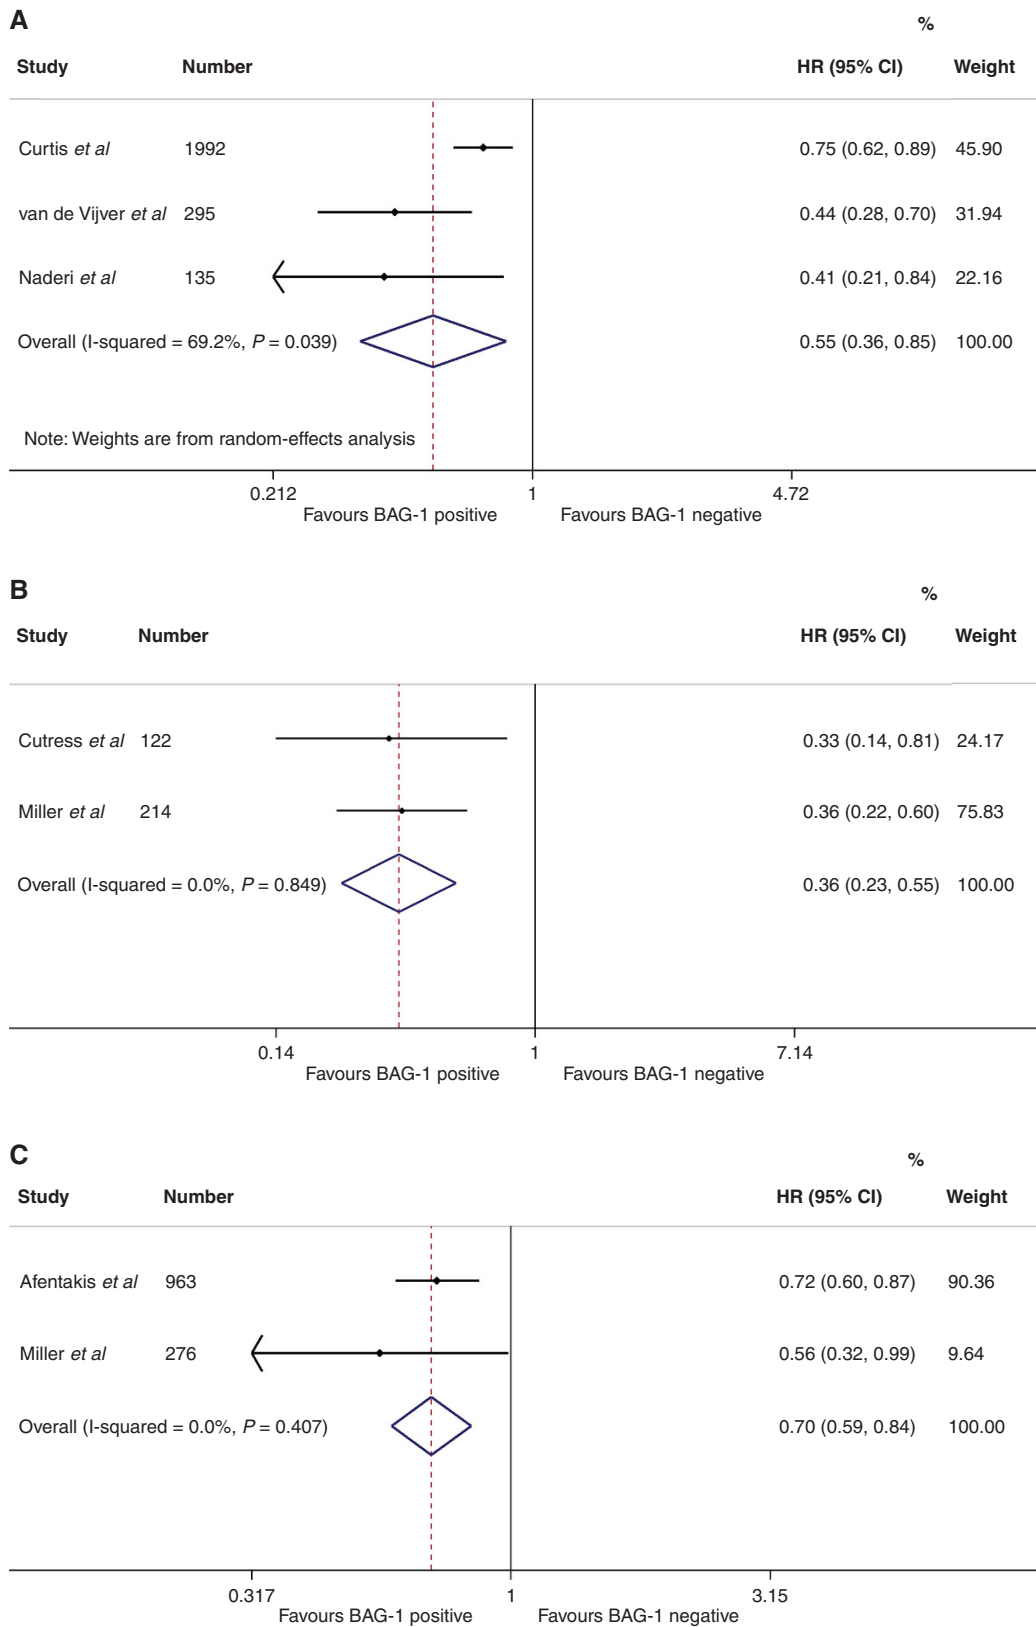 A
%
Study Number HR (95% CI) Weight
Curtis et al 1992 0.75 (0.62, 0.89) 45.90
van de Vijver et al 295 0.44 (0.28, 0.70) 31.94
Naderi et al 135 0.41 (0.21, 0.84) 22.16
Overall (I-squared = 69.2%, P = 0.039) 0.55 (0.36, 0.85) 100.00
Note: Weights are from random-effects analysis
0.212 1 4.72
Favours BAG-1 positive Favours BAG-1 negative
B
%
Study Number HR (95% CI) Weight
Cutress et al 122 0.33 (0.14, 0.81) 24.17
Miller et al 214 0.36 (0.22, 0.60) 75.83
Overall (I-squared = 0.0%, P = 0.849) 0.36 (0.23, 0.55) 100.00
0.14 1 7.14
Favours BAG-1 positive Favours BAG-1 negative
C
%
Study Number HR (95% CI) Weight
Afentakis et al 963 0.72 (0.60, 0.87) 90.36
Miller et al 276 0.56 (0.32, 0.99) 9.64
Overall (I-squared = 0.0%, P = 0.407) 0.70 (0.59, 0.84) 100.00
0.317 1 3.15
Favours BAG-1 positive Favours BAG-1 negative